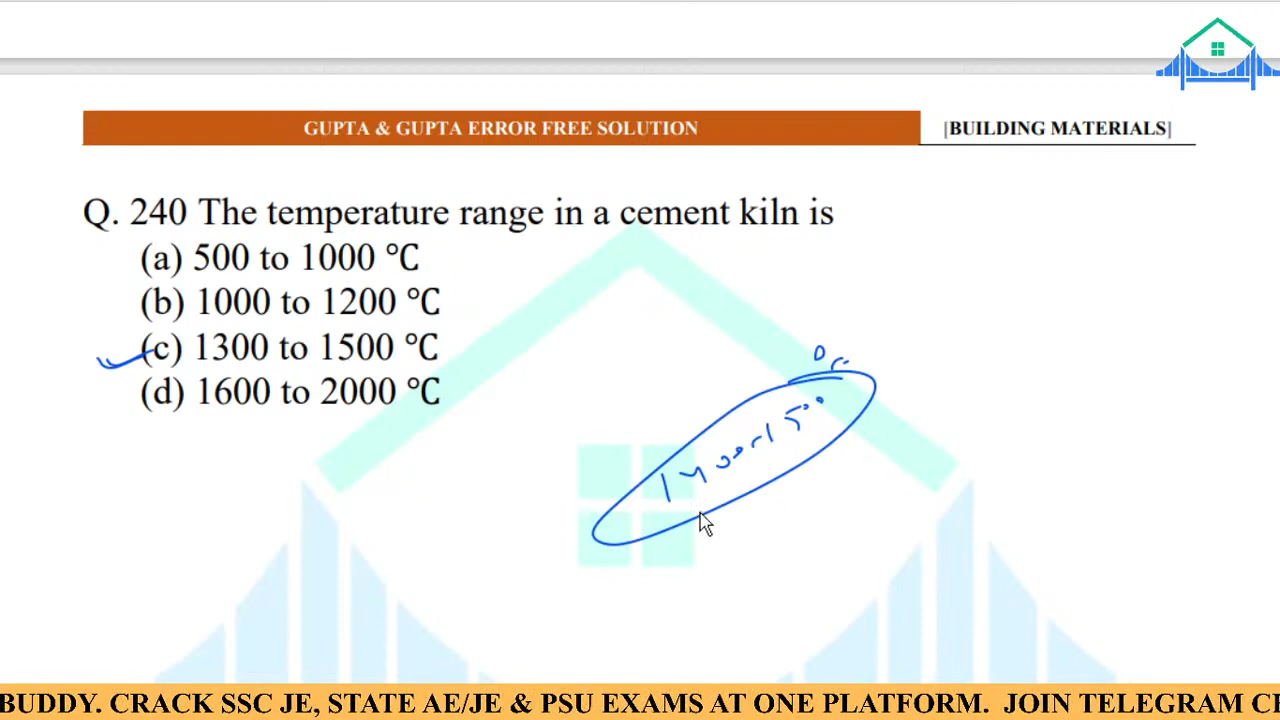 GUPTA & GUPTA ERROR FREE SOLUTION
|BUILDING MATERIALS|
Q. 240 The temperature range in a cement kiln is
(a) 500 to 1000 °C
(b) 1000 to 1200 °C
(c) 1300 to 1500 °C
(d) 1600 to 2000 °C
°C
1400-1500
BUDDY. CRACK SSC JE, STATE AE/JE & PSU EXAMS AT ONE PLATFORM. JOIN TELEGRAM